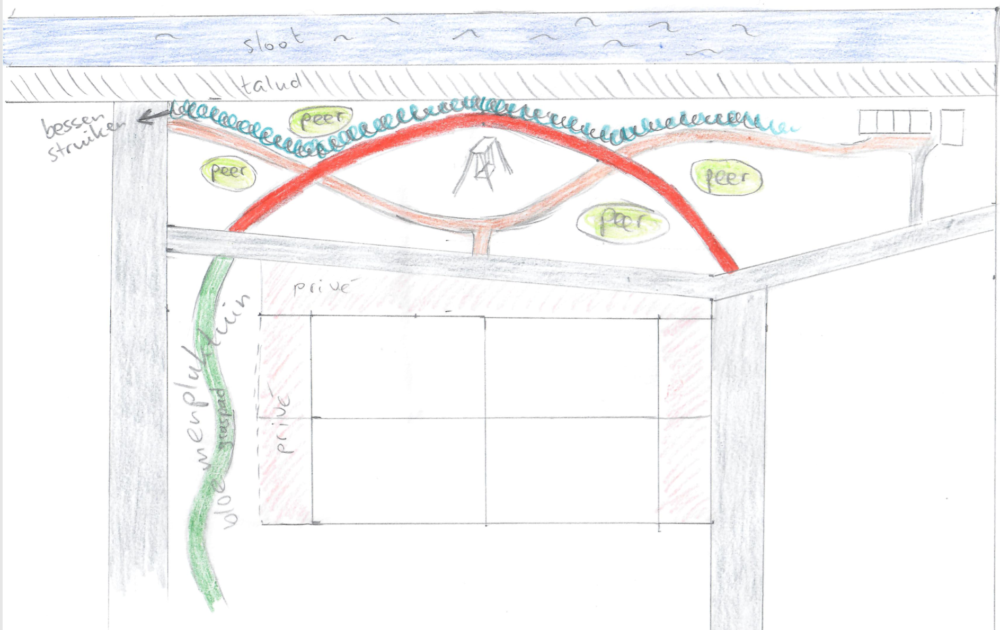 sloot
talud
bessen
struiken
peer
peer
peer
peer
privé
privé
bloemenpluktuin
graspad